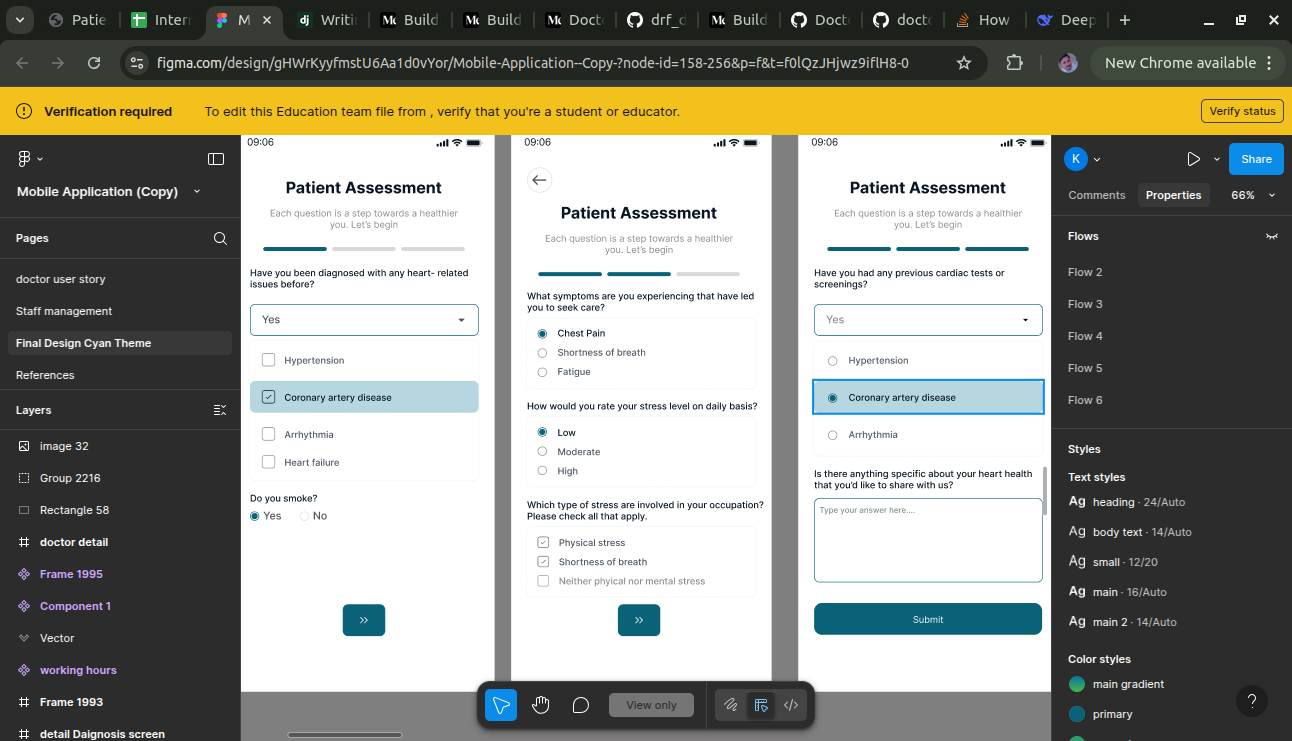 Patie
Intern
M
Writi
Build
Build
Docto
drf_d
Build
Docto
docto
How
Deep
figma.com/design/gHWrKyyfmstU6Aa1d0vYor/Mobile-Application--Copy-?node-id=158-256&p=f&t=f0lQzJHjwz9iflH8-0
New Chrome available
Verification required
To edit this Education team file from , verify that you're a student or educator.
Verify status
Mobile Application (Copy)
Pages
doctor user story
Staff management
Final Design Cyan Theme
References
Layers
image 32
Group 2216
Rectangle 58
doctor detail
Frame 1995
Component 1
Vector
working hours
Frame 1993
detail Daignosis screen
09:06
Patient Assessment
Each question is a step towards a healthier
you. Let's begin
Have you been diagnosed with any heart- related
issues before?
Yes
Hypertension
Coronary artery disease
Arrhythmia
Heart failure
Do you smoke?
Yes No
09:06
Patient Assessment
Each question is a step towards a healthier
you. Let's begin
What symptoms are you experiencing that have led
you to seek care?
Chest Pain
Shortness of breath
Fatigue
How would you rate your stress level on daily basis?
Low
Moderate
High
Which type of stress are involved in your occupation?
Please check all that apply.
Physical stress
Shortness of breath
Neither phyical nor mental stress
09:06
Patient Assessment
Each question is a step towards a healthier
you. Let's begin
Have you had any previous cardiac tests or
screenings?
Yes
Hypertension
Coronary artery disease
Arrhythmia
Is there anything specific about your heart health
that you'd like to share with us?
Type your answer here....
Submit
View only
K
Share
Comments
Properties
66%
Flows
Flow 2
Flow 3
Flow 4
Flow 5
Flow 6
Styles
Text styles
Ag heading · 24/Auto
Ag body text · 14/Auto
Ag small · 12/20
Ag main · 16/Auto
Ag main 2 · 14/Auto
Color styles
main gradient
primary
?